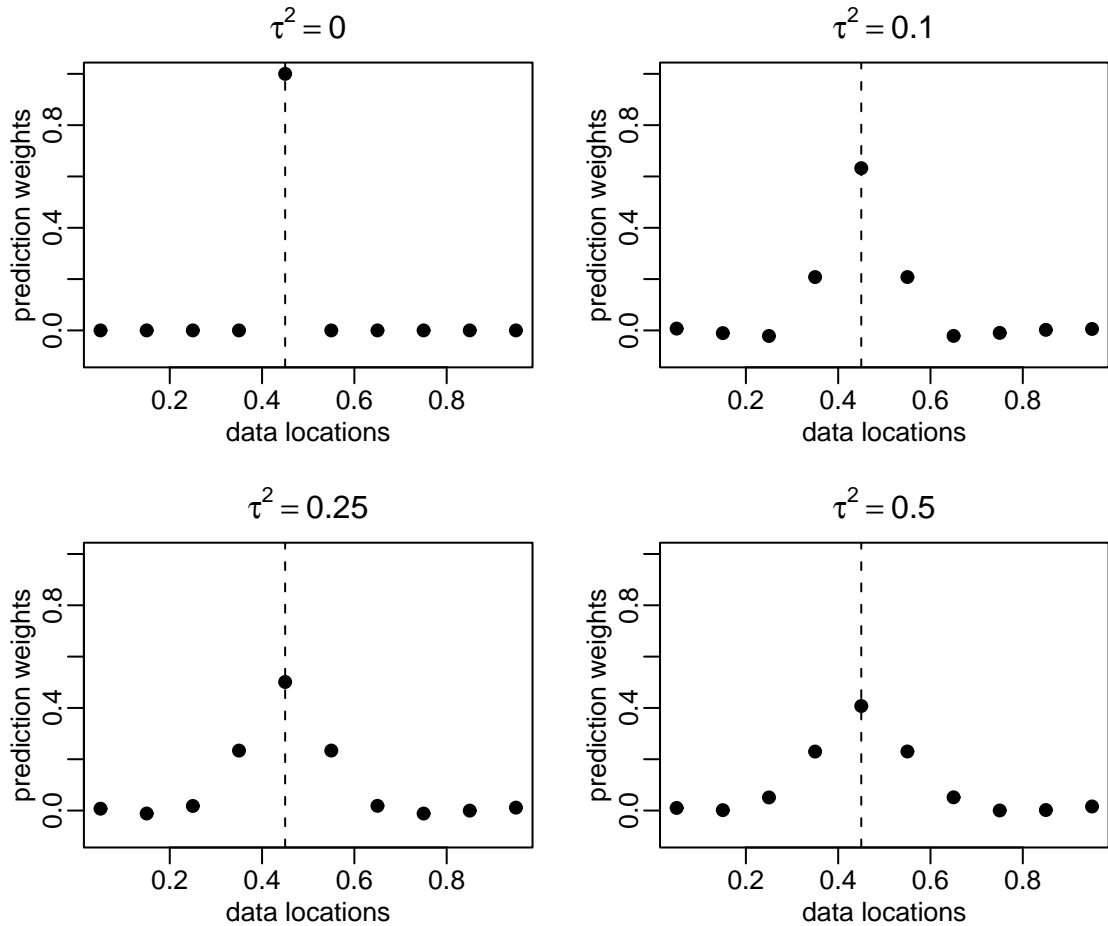 τ² = 0
prediction weights
0.0 0.4 0.8
0.2 0.4 0.6 0.8
data locations
τ² = 0.1
prediction weights
0.0 0.4 0.8
0.2 0.4 0.6 0.8
data locations
τ² = 0.25
prediction weights
0.0 0.4 0.8
0.2 0.4 0.6 0.8
data locations
τ² = 0.5
prediction weights
0.0 0.4 0.8
0.2 0.4 0.6 0.8
data locations